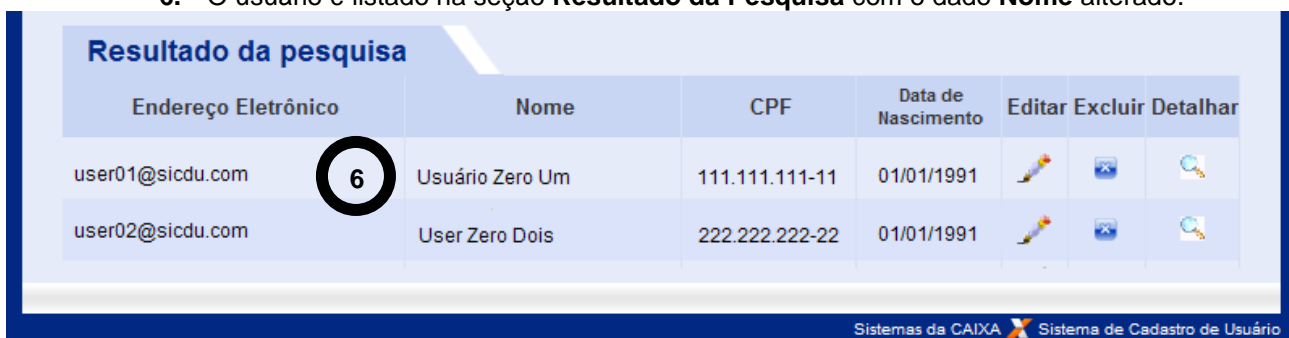 6. O usuário é listado na seção Resultado da Pesquisa com o dado Nome alterado.
Resultado da pesquisa
Endereço Eletrônico Nome CPF Data de Nascimento Editar Excluir Detalhar
user01@sicdu.com 6 Usuário Zero Um 111.111.111-11 01/01/1991
user02@sicdu.com User Zero Dois 222.222.222-22 01/01/1991
Sistemas da CAIXA Sistema de Cadastro de Usuário